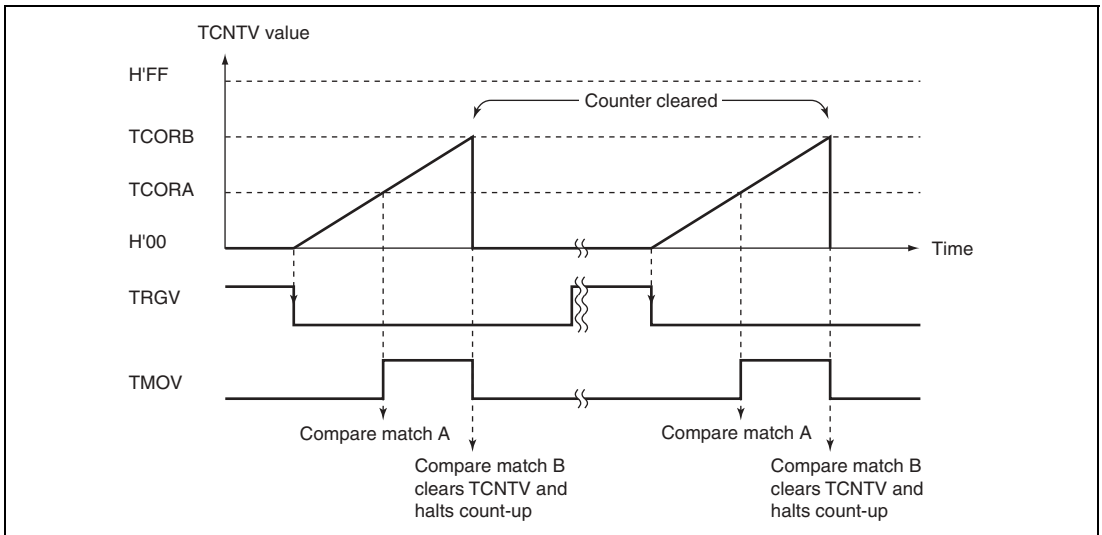 TCNTV value
H'FF
Counter cleared
TCORB
TCORA
H'00
Time
TRGV
TMOV
Compare match A
Compare match A
Compare match B
clears TCNTV and
halts count-up
Compare match B
clears TCNTV and
halts count-up